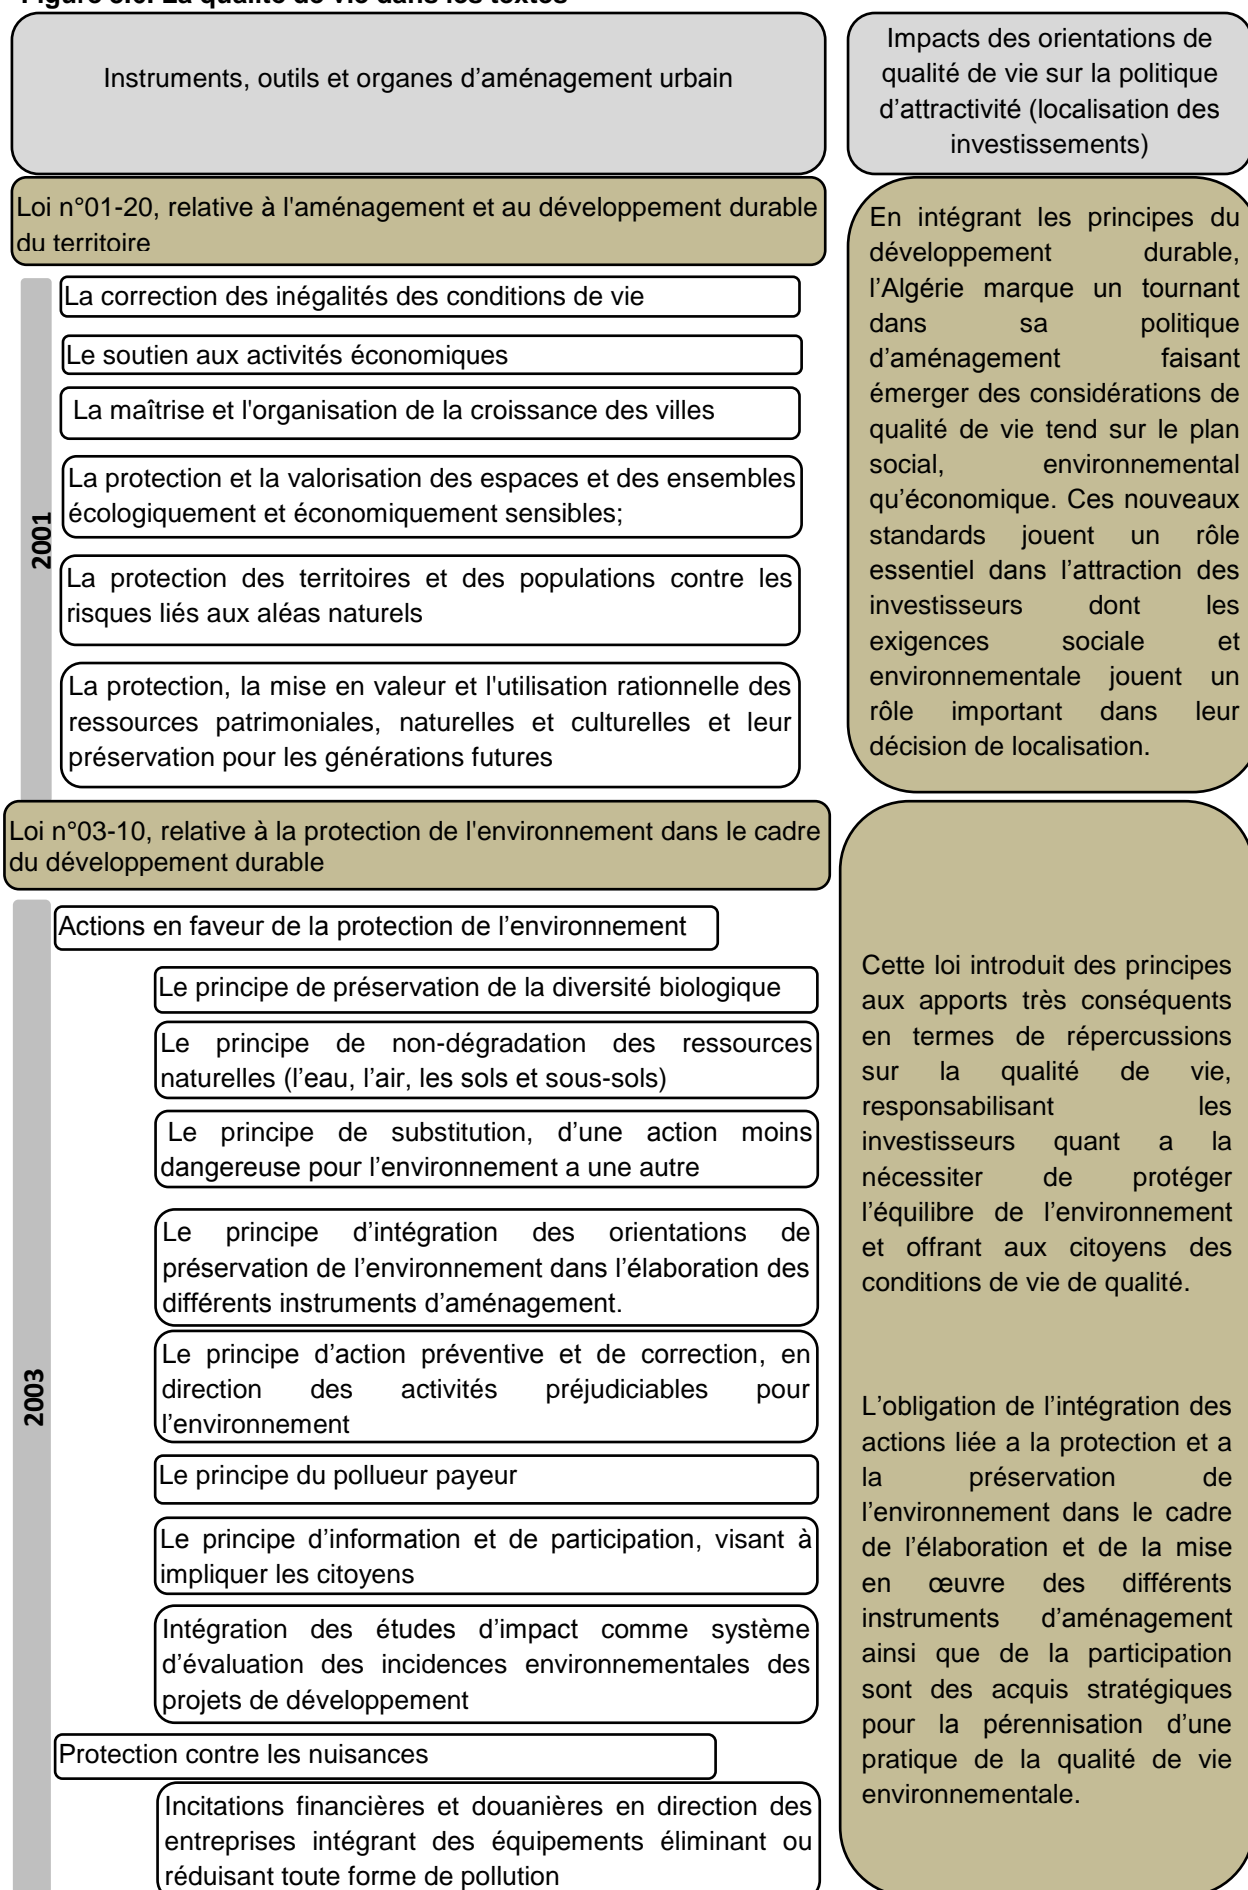 Figure 5.6. La qualité de vie dans les textes
Instruments, outils et organes d’aménagement urbain
Impacts des orientations de
qualité de vie sur la politique
d’attractivité (localisation des
investissements)
Loi n°01-20, relative à l'aménagement et au développement durable
du territoire
2001
La correction des inégalités des conditions de vie
Le soutien aux activités économiques
La maîtrise et l'organisation de la croissance des villes
La protection et la valorisation des espaces et des ensembles
écologiquement et économiquement sensibles;
La protection des territoires et des populations contre les
risques liés aux aléas naturels
La protection, la mise en valeur et l'utilisation rationnelle des
ressources patrimoniales, naturelles et culturelles et leur
préservation pour les générations futures
En intégrant les principes du
développement durable,
l’Algérie marque un tournant
dans sa politique
d’aménagement faisant
émerger des considérations de
qualité de vie tend sur le plan
social, environnemental
qu’économique. Ces nouveaux
standards jouent un rôle
essentiel dans l’attraction des
investisseurs dont les
exigences sociale et
environnementale jouent un
rôle important dans leur
décision de localisation.
Loi n°03-10, relative à la protection de l'environnement dans le cadre
du développement durable
2003
Actions en faveur de la protection de l’environnement
Le principe de préservation de la diversité biologique
Le principe de non-dégradation des ressources
naturelles (l’eau, l’air, les sols et sous-sols)
Le principe de substitution, d’une action moins
dangereuse pour l’environnement a une autre
Le principe d’intégration des orientations de
préservation de l’environnement dans l’élaboration des
différents instruments d’aménagement.
Le principe d’action préventive et de correction, en
direction des activités préjudiciables pour
l’environnement
Le principe du pollueur payeur
Le principe d’information et de participation, visant à
impliquer les citoyens
Intégration des études d’impact comme système
d’évaluation des incidences environnementales des
projets de développement
Protection contre les nuisances
Incitations financières et douanières en direction des
entreprises intégrant des équipements éliminant ou
réduisant toute forme de pollution
Cette loi introduit des principes
aux apports très conséquents
en termes de répercussions
sur la qualité de vie,
responsabilisant les
investisseurs quant a la
nécessiter de protéger
l’équilibre de l’environnement
et offrant aux citoyens des
conditions de vie de qualité.
L’obligation de l’intégration des
actions liée a la protection et a
la préservation de
l’environnement dans le cadre
de l’élaboration et de la mise
en œuvre des différents
instruments d’aménagement
ainsi que de la participation
sont des acquis stratégiques
pour la pérennisation d’une
pratique de la qualité de vie
environnementale.